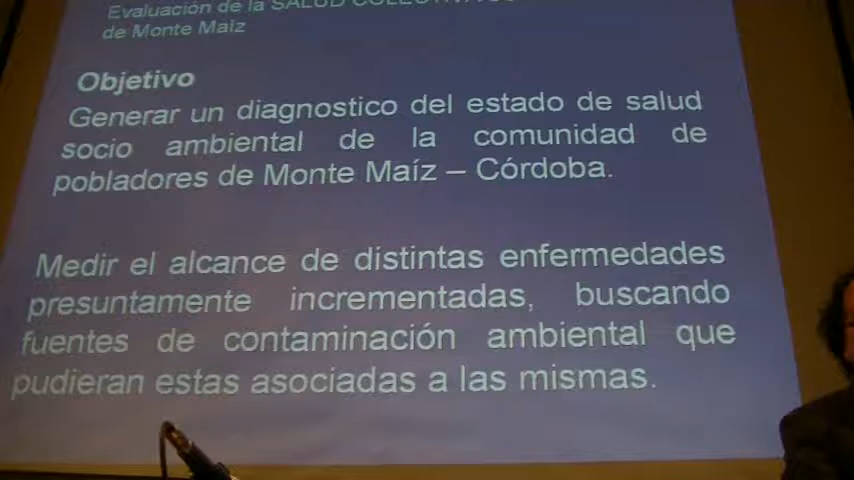 Evaluación de la SALUD COLECTIVA
de Monte Maíz
Objetivo
Generar un diagnostico del estado de salud
socio ambiental de la comunidad de
pobladores de Monte Maíz – Córdoba.
Medir el alcance de distintas enfermedades
presuntamente incrementadas, buscando
fuentes de contaminación ambiental que
pudieran estas asociadas a las mismas.